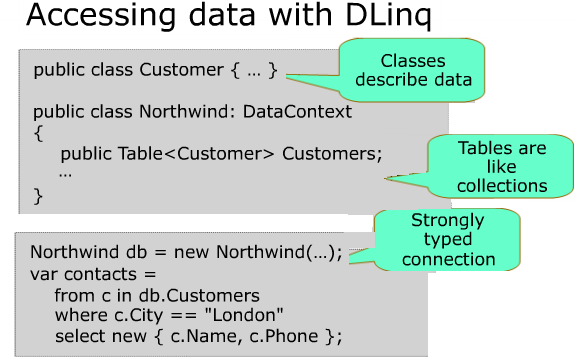 Accessing data with DLinq
public class Customer { … }
Classes
describe data
public class Northwind: DataContext
{
public Table<Customer> Customers;
…
}
Tables are
like
collections
Strongly
typed
connection
Northwind db = new Northwind(…);
var contacts =
from c in db.Customers
where c.City == "London"
select new { c.Name, c.Phone };